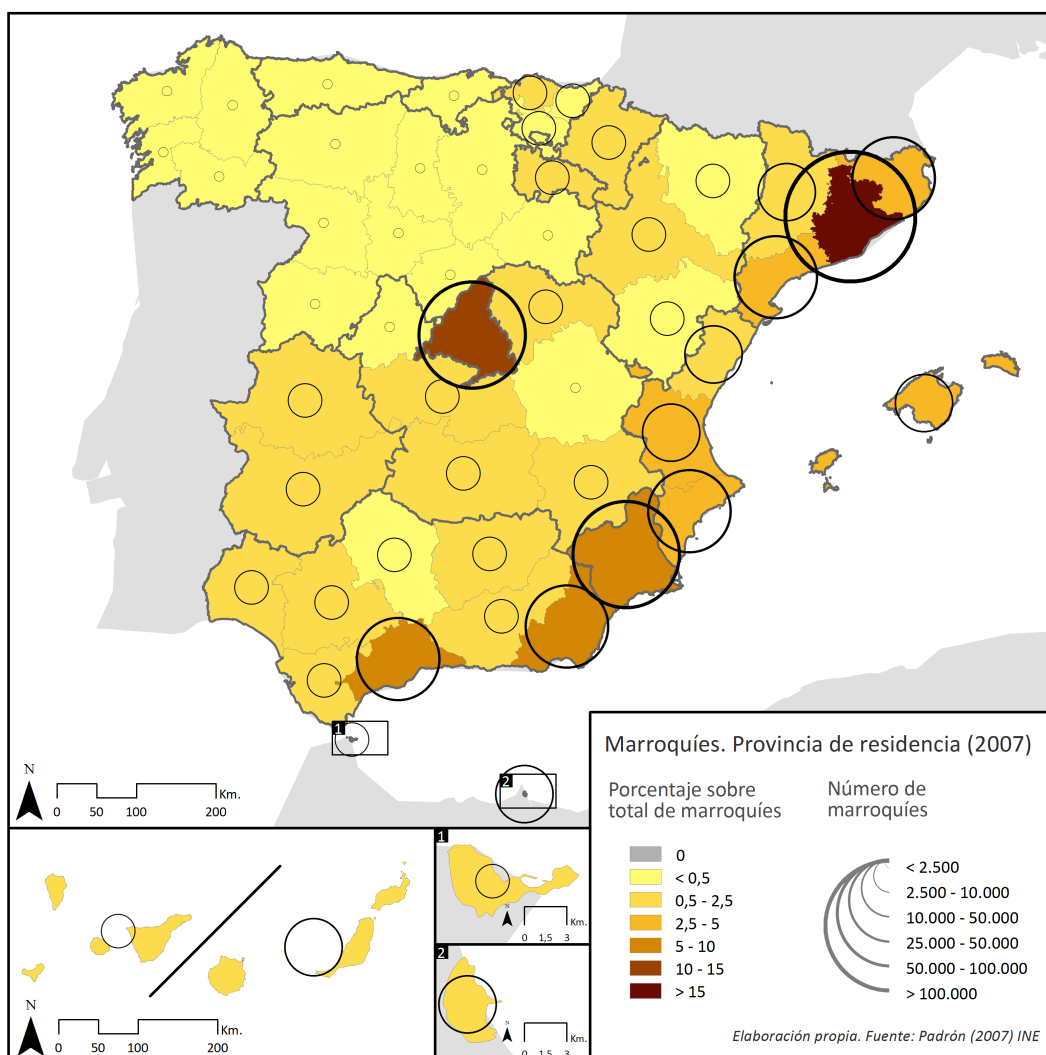 1
2
N
0 50 100 200 Km.
N
0 50 100 200 Km.
1
N
0 1,5 3 Km.
2
N
0 1,5 3 Km.
Marroquíes. Provincia de residencia (2007)
Porcentaje sobre
total de marroquíes
0
< 0,5
0,5 - 2,5
2,5 - 5
5 - 10
10 - 15
> 15
Número de
marroquíes
< 2.500
2.500 - 10.000
10.000 - 50.000
25.000 - 50.000
50.000 - 100.000
> 100.000
Elaboración propia. Fuente: Padrón (2007) INE